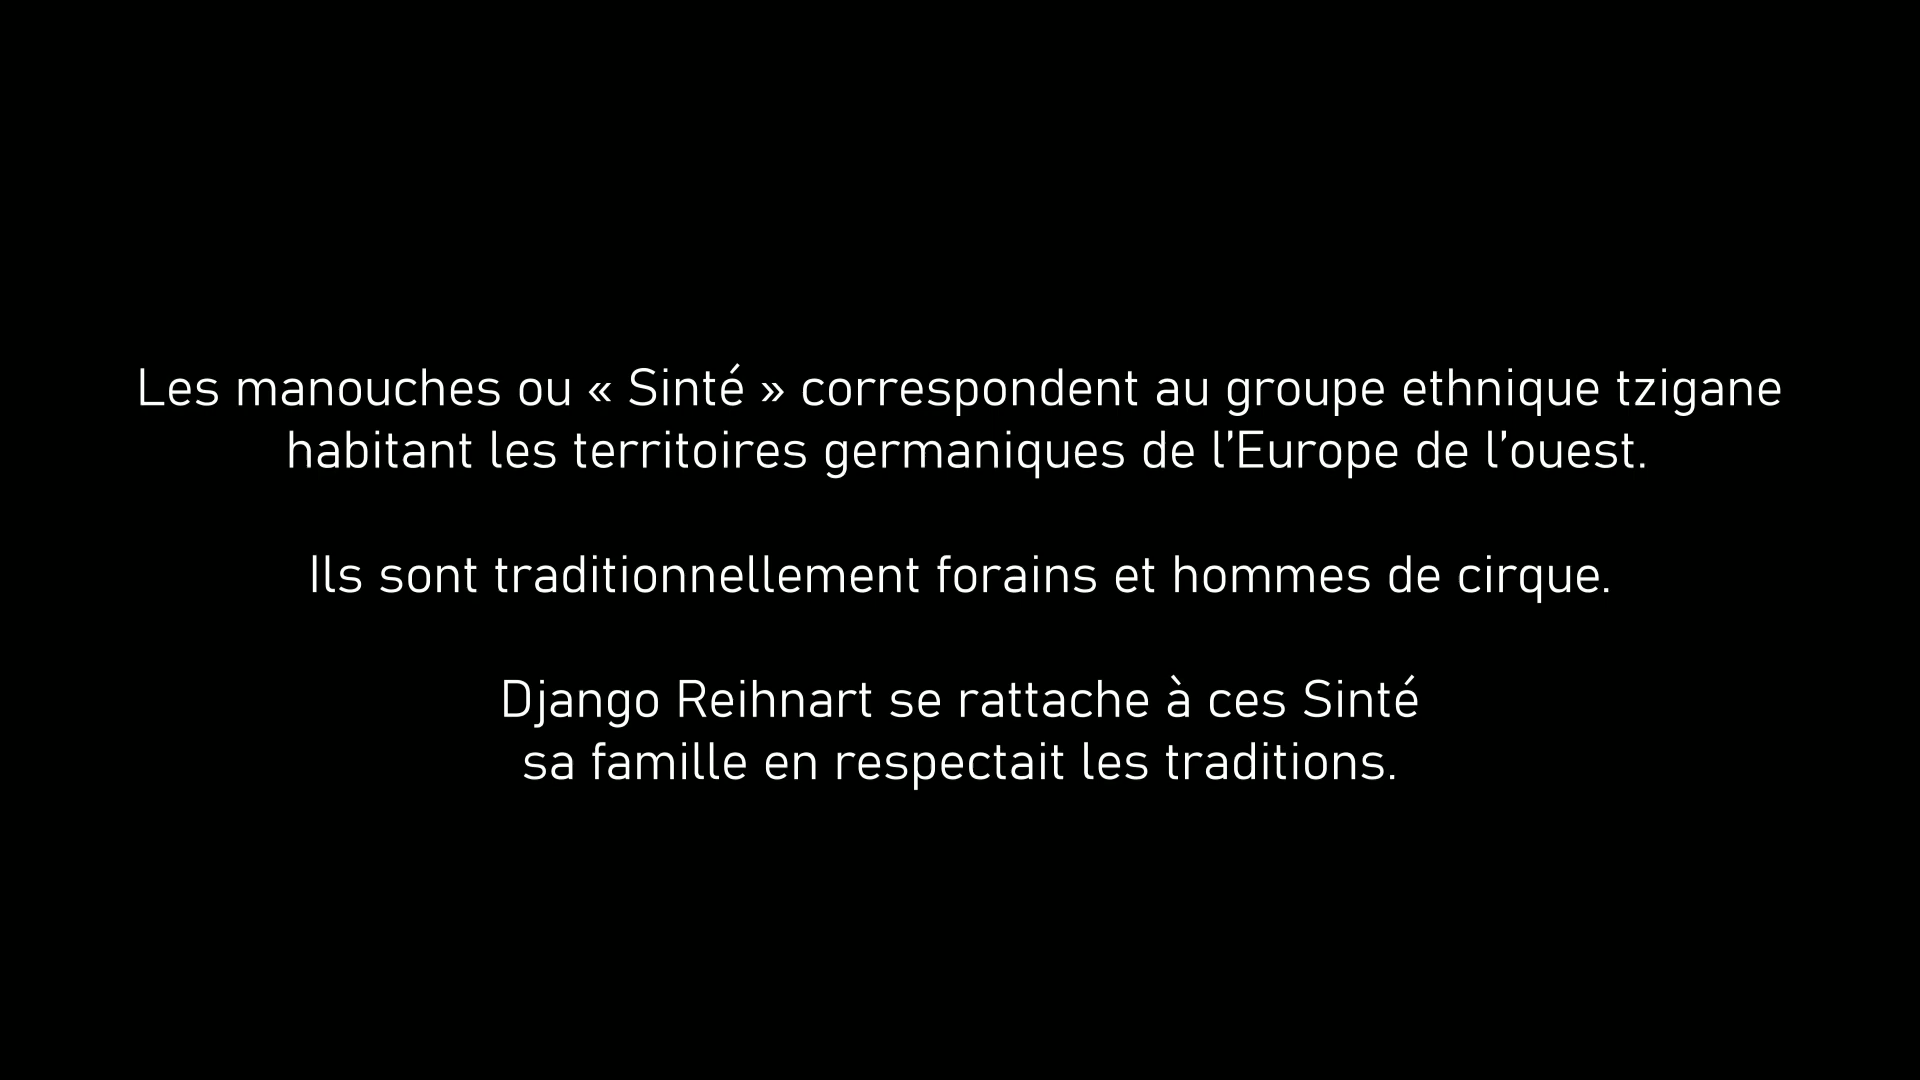 Les manouches ou « Sinté » correspondent au groupe ethnique tzigane
habitant les territoires germaniques de l’Europe de l’ouest.
Ils sont traditionnellement forains et hommes de cirque.
Django Reihnart se rattache à ces Sinté
sa famille en respectait les traditions.